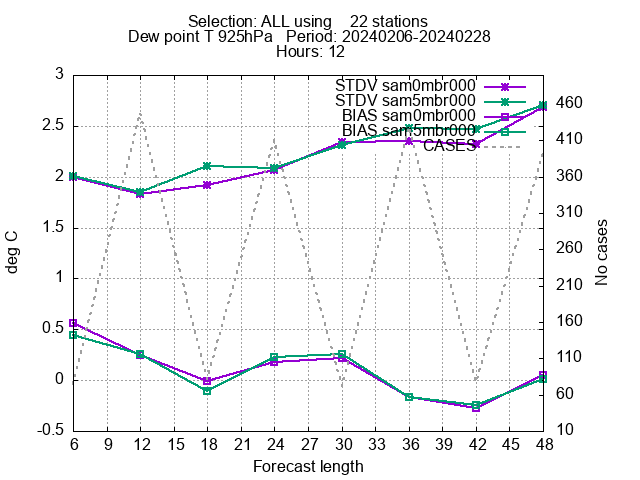 Selection: ALL using    22 stations
Dew point T 925hPa   Period: 20240206-20240228
Hours: 12
STDV sam0mbr000
STDV sam5mbr000
BIAS sam0mbr000
BIAS sam5mbr000
CASES
deg C
3
2.5
2
1.5
1
0.5
0
-0.5
No cases
460
410
360
310
260
210
160
110
60
10
6 9 12 15 18 21 24 27 30 33 36 39 42 45 48
Forecast length